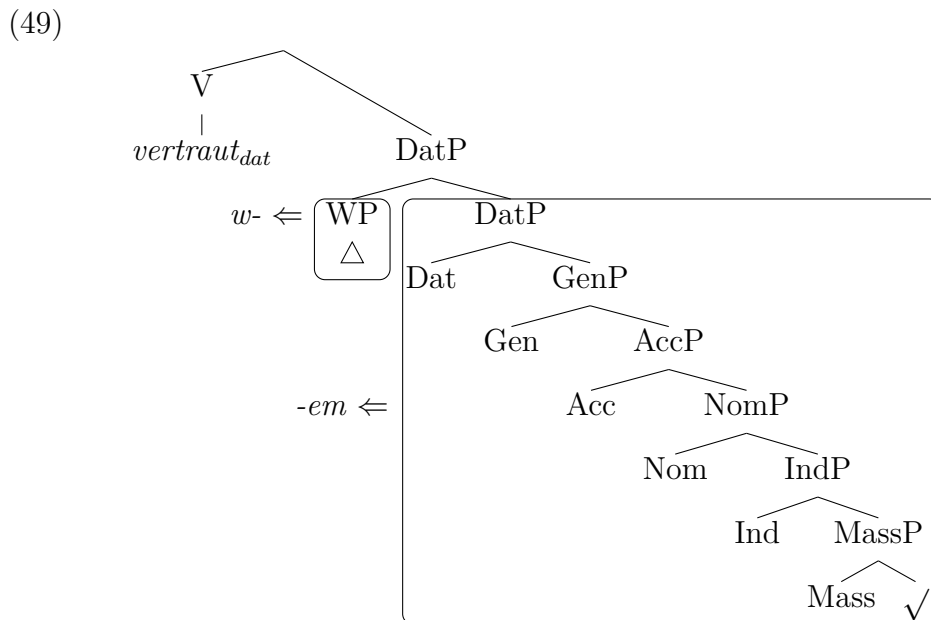 (49)
V
vertraut_dat DatP
w- ⇐ WP DatP
△ Dat GenP
Gen AccP
-em ⇐ Acc NomP
Nom IndP
Ind MassP
Mass √